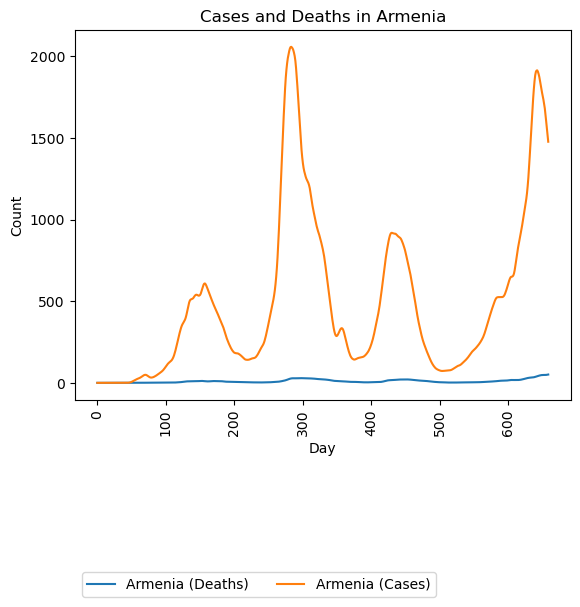 Cases and Deaths in Armenia
2000
1500
1000
500
0
Count
0 100 200 300 400 500 600
Day
Armenia (Deaths) Armenia (Cases)